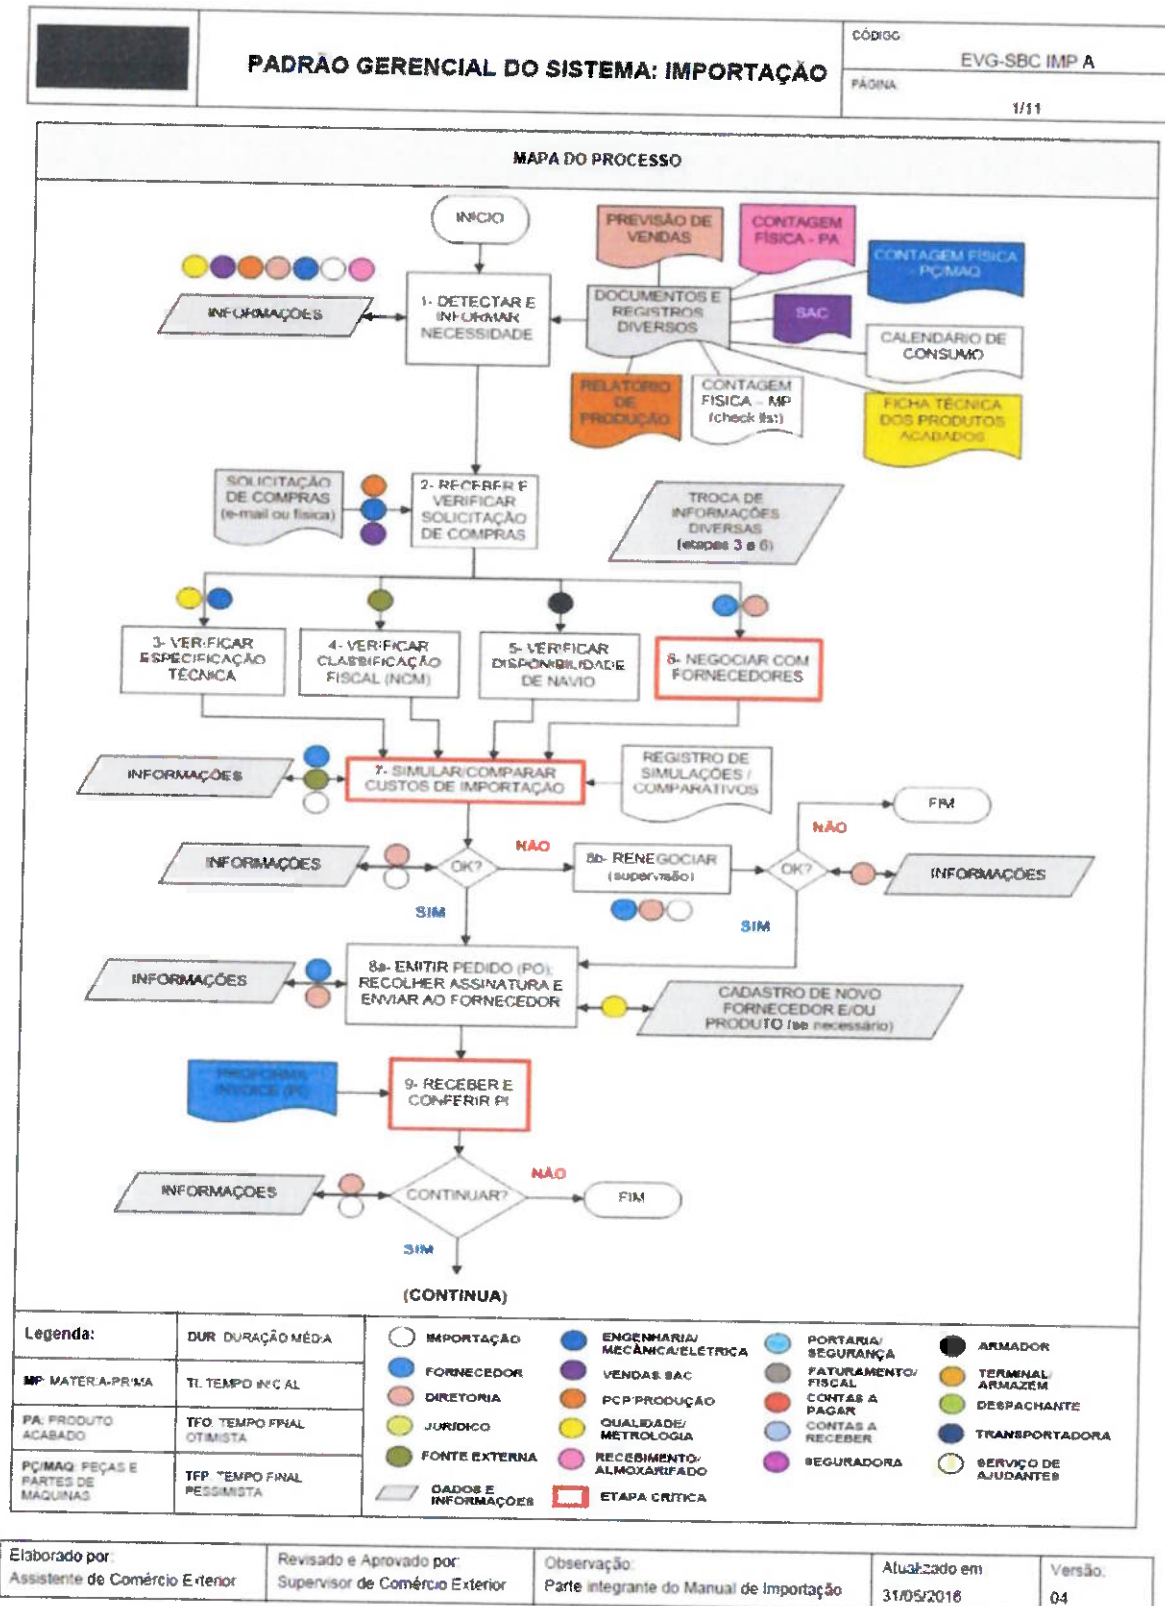 PADRÃO GERENCIAL DO SISTEMA: IMPORTAÇÃO
CÓDIGO:
EVG-SBC IMP A
PÁGINA:
1/11
MAPA DO PROCESSO
INÍCIO
PREVISÃO DE
VENDAS
CONTAGEM
FÍSICA - PA
CONTAGEM FÍSICA
- PÇ/MAQ
INFORMAÇÕES
1- DETECTAR E
INFORMAR
NECESSIDADE
DOCUMENTOS E
REGISTROS
DIVERSOS
SAC
CALENDÁRIO DE
CONSUMO
RELATÓRIO
DE
PRODUÇÃO
CONTAGEM
FÍSICA – MP
(check list)
FICHA TÉCNICA
DOS PRODUTOS
ACABADOS
SOLICITAÇÃO
DE COMPRAS
(e-mail ou física)
2- RECEBER E
VERIFICAR
SOLICITAÇÃO
DE COMPRAS
TROCA DE
INFORMAÇÕES
DIVERSAS
(etapas 3 a 6)
3- VERIFICAR
ESPECIFICAÇÃO
TÉCNICA
4- VERIFICAR
CLASSIFICAÇÃO
FISCAL (NCM)
5- VERIFICAR
DISPONIBILIDADE
DE NAVIO
6- NEGOCIAR COM
FORNECEDORES
INFORMAÇÕES
7- SIMULAR/COMPARAR
CUSTOS DE IMPORTAÇÃO
REGISTRO DE
SIMULAÇÕES /
COMPARATIVOS
FIM
NÃO
INFORMAÇÕES
OK?
NÃO
8b- RENEGOCIAR
(supervisão)
OK?
INFORMAÇÕES
SIM
SIM
INFORMAÇÕES
8a- EMITIR PEDIDO (PO);
RECOLHER ASSINATURA E
ENVIAR AO FORNECEDOR
CADASTRO DE NOVO
FORNECEDOR E/OU
PRODUTO (se necessário)
PROFORMA
INVOICE (PI)
9- RECEBER E
CONFERIR PI
INFORMAÇÕES
CONTINUAR?
NÃO
FIM
SIM
(CONTINUA)
Legenda:
DUR: DURAÇÃO MÉDIA
MP: MATÉRIA-PRIMA
TI: TEMPO INICIAL
PA: PRODUTO
ACABADO
TFO: TEMPO FINAL
OTIMISTA
PÇ/MAQ: PEÇAS E
PARTES DE
MÁQUINAS
TFP: TEMPO FINAL
PESSIMISTA
IMPORTAÇÃO
FORNECEDOR
DIRETORIA
JURÍDICO
FONTE EXTERNA
DADOS E
INFORMAÇÕES
ENGENHARIA/
MECÂNICA/ELÉTRICA
VENDAS SAC
PCP/PRODUÇÃO
QUALIDADE/
METROLOGIA
RECEBIMENTO/
ALMOXARIFADO
ETAPA CRÍTICA
PORTARIA/
SEGURANÇA
FATURAMENTO/
FISCAL
CONTAS A
PAGAR
CONTAS A
RECEBER
SEGURADORA
ARMADOR
TERMINAL/
ARMAZÉM
DESPACHANTE
TRANSPORTADORA
SERVIÇO DE
AJUDANTES
Elaborado por:
Assistente de Comércio Exterior
Revisado e Aprovado por:
Supervisor de Comércio Exterior
Observação:
Parte integrante do Manual de Importação
Atualizado em
31/05/2016
Versão:
04